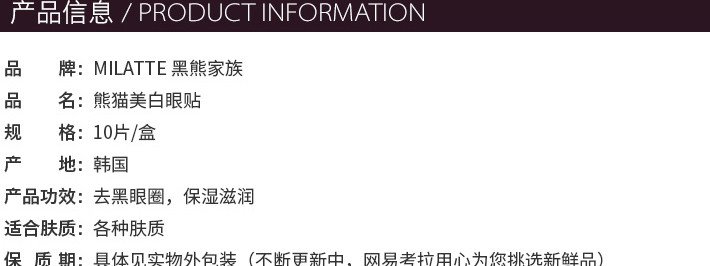 产品信息 / PRODUCT INFORMATION
品 牌：MILATTE 黑熊家族
品 名：熊猫美白眼贴
规 格：10片/盒
产 地：韩国
产品功效：去黑眼圈，保湿滋润
适合肤质：各种肤质
保 质 期：具体见实物外包装（不断更新中，网易考拉用心为您挑选新鲜品）